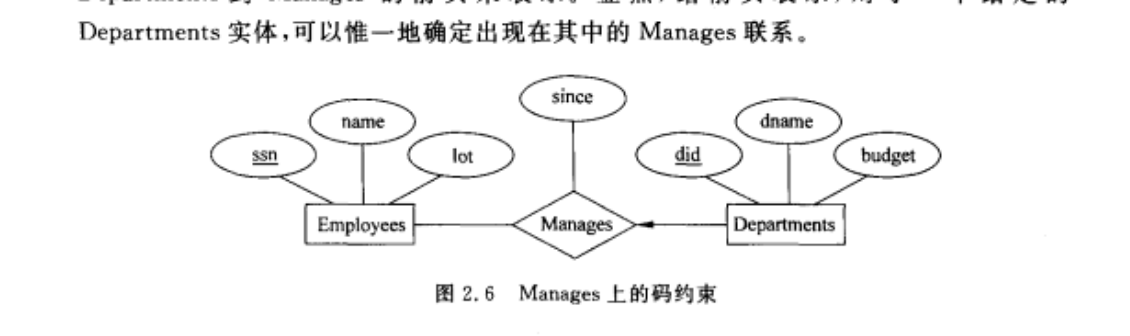 Departments 实体,可以惟一地确定出现在其中的 Manages 联系。
since
name
dname
ssn
lot
did
budget
Employees
Manages
Departments
图 2.6 Manages 上的码约束